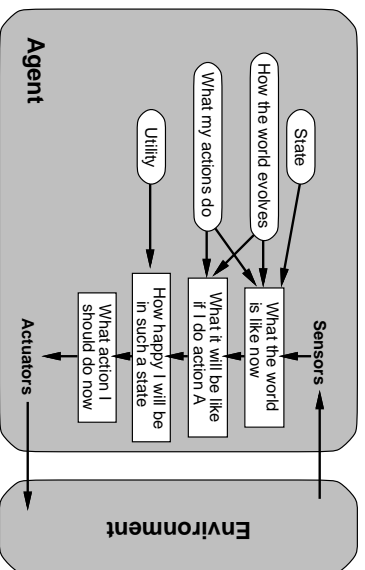 Sensors
State
How the world evolves
What the world
is like now
What my actions do
What it will be like
if I do action A
Utility
How happy I will be
in such a state
What action I
should do now
Agent
Actuators
Environment